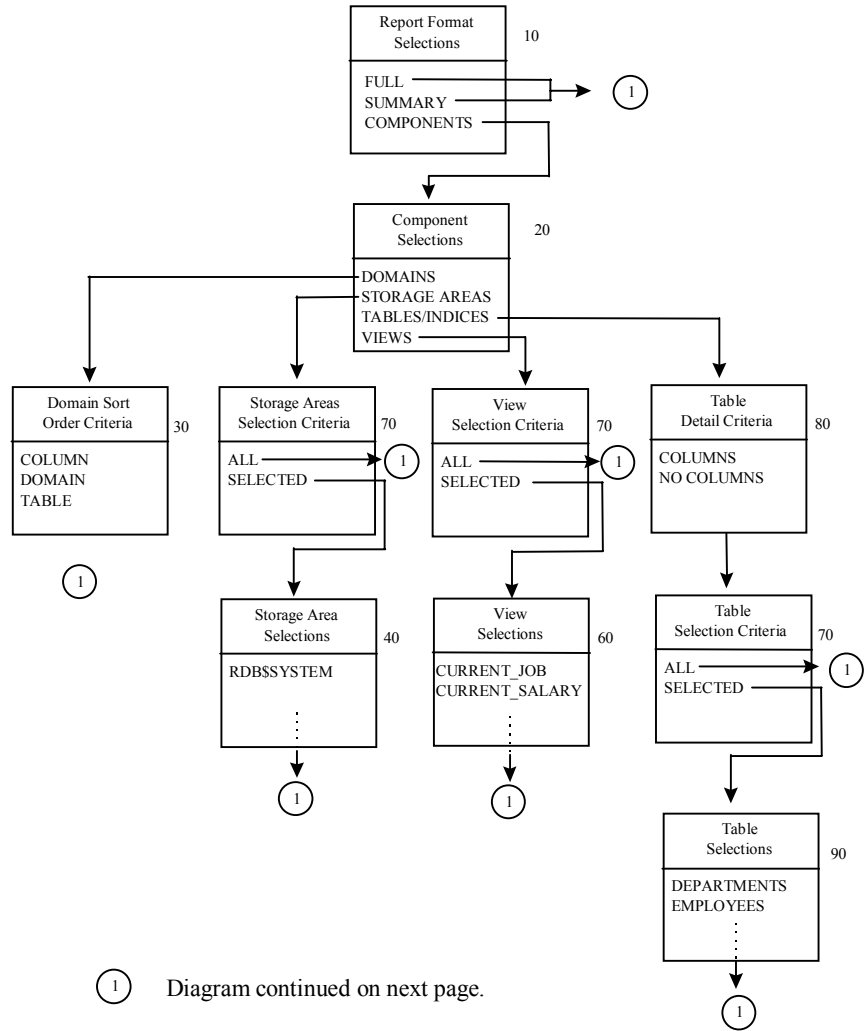 Report Format
Selections
10
FULL
SUMMARY
COMPONENTS
1
Component
Selections
20
DOMAINS
STORAGE AREAS
TABLES/INDICES
VIEWS
Domain Sort
Order Criteria
30
COLUMN
DOMAIN
TABLE
1
Storage Areas
Selection Criteria
70
ALL
SELECTED
1
View
Selection Criteria
70
ALL
SELECTED
1
Table
Detail Criteria
80
COLUMNS
NO COLUMNS
Storage Area
Selections
40
RDB$SYSTEM
1
View
Selections
60
CURRENT_JOB
CURRENT_SALARY
1
Table
Selection Criteria
70
ALL
SELECTED
1
Table
Selections
90
DEPARTMENTS
EMPLOYEES
1
1 Diagram continued on next page.